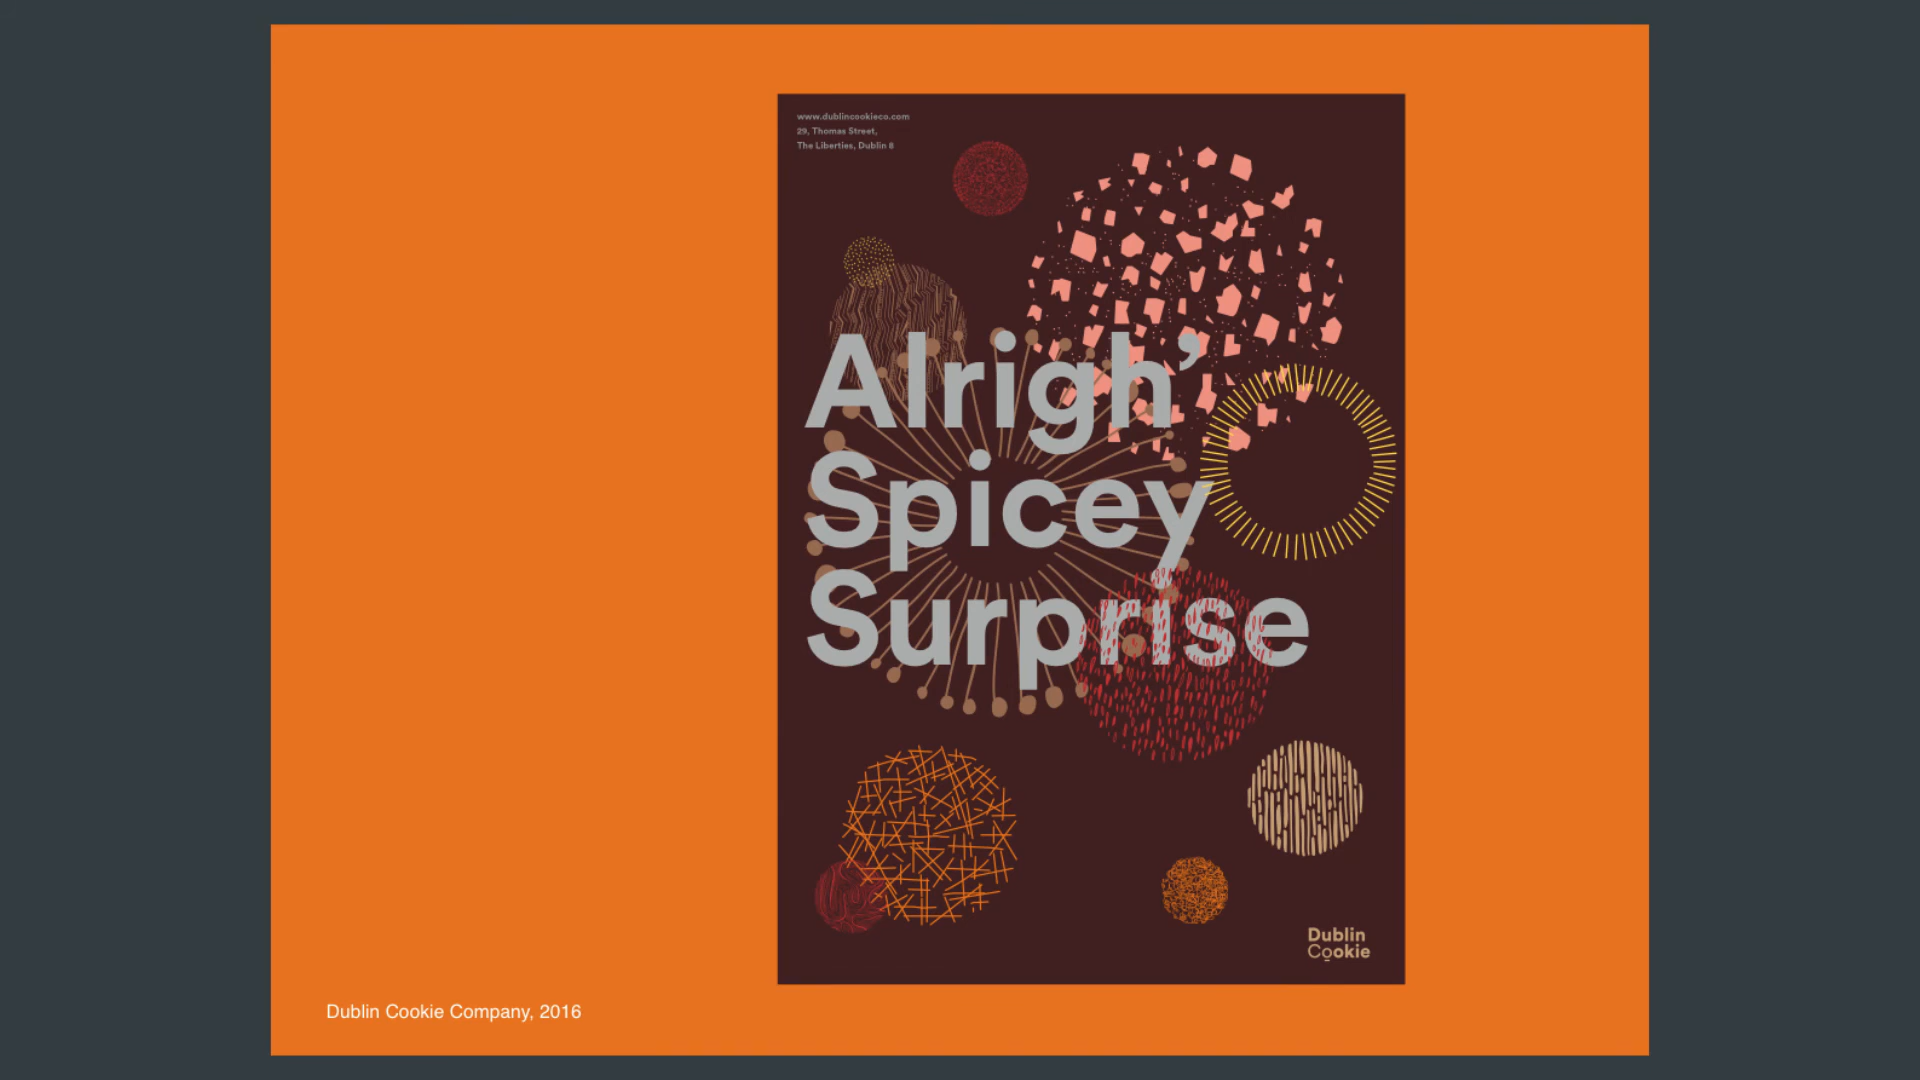 www.dublincookieco.com
29, Thomas Street,
The Liberties, Dublin 8
Alrigh’
Spicey
Surprise
Dublin
Cookie
Dublin Cookie Company, 2016